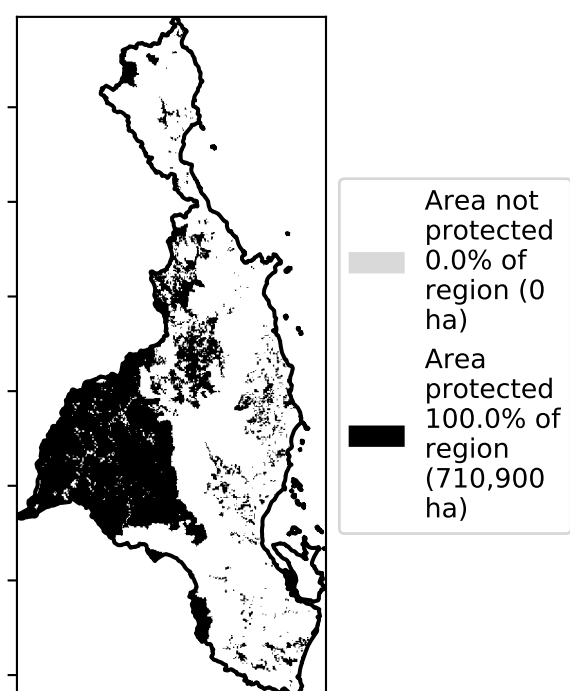 Area not
protected
0.0% of
region (0
ha)
Area
protected
100.0% of
region
(710,900
ha)